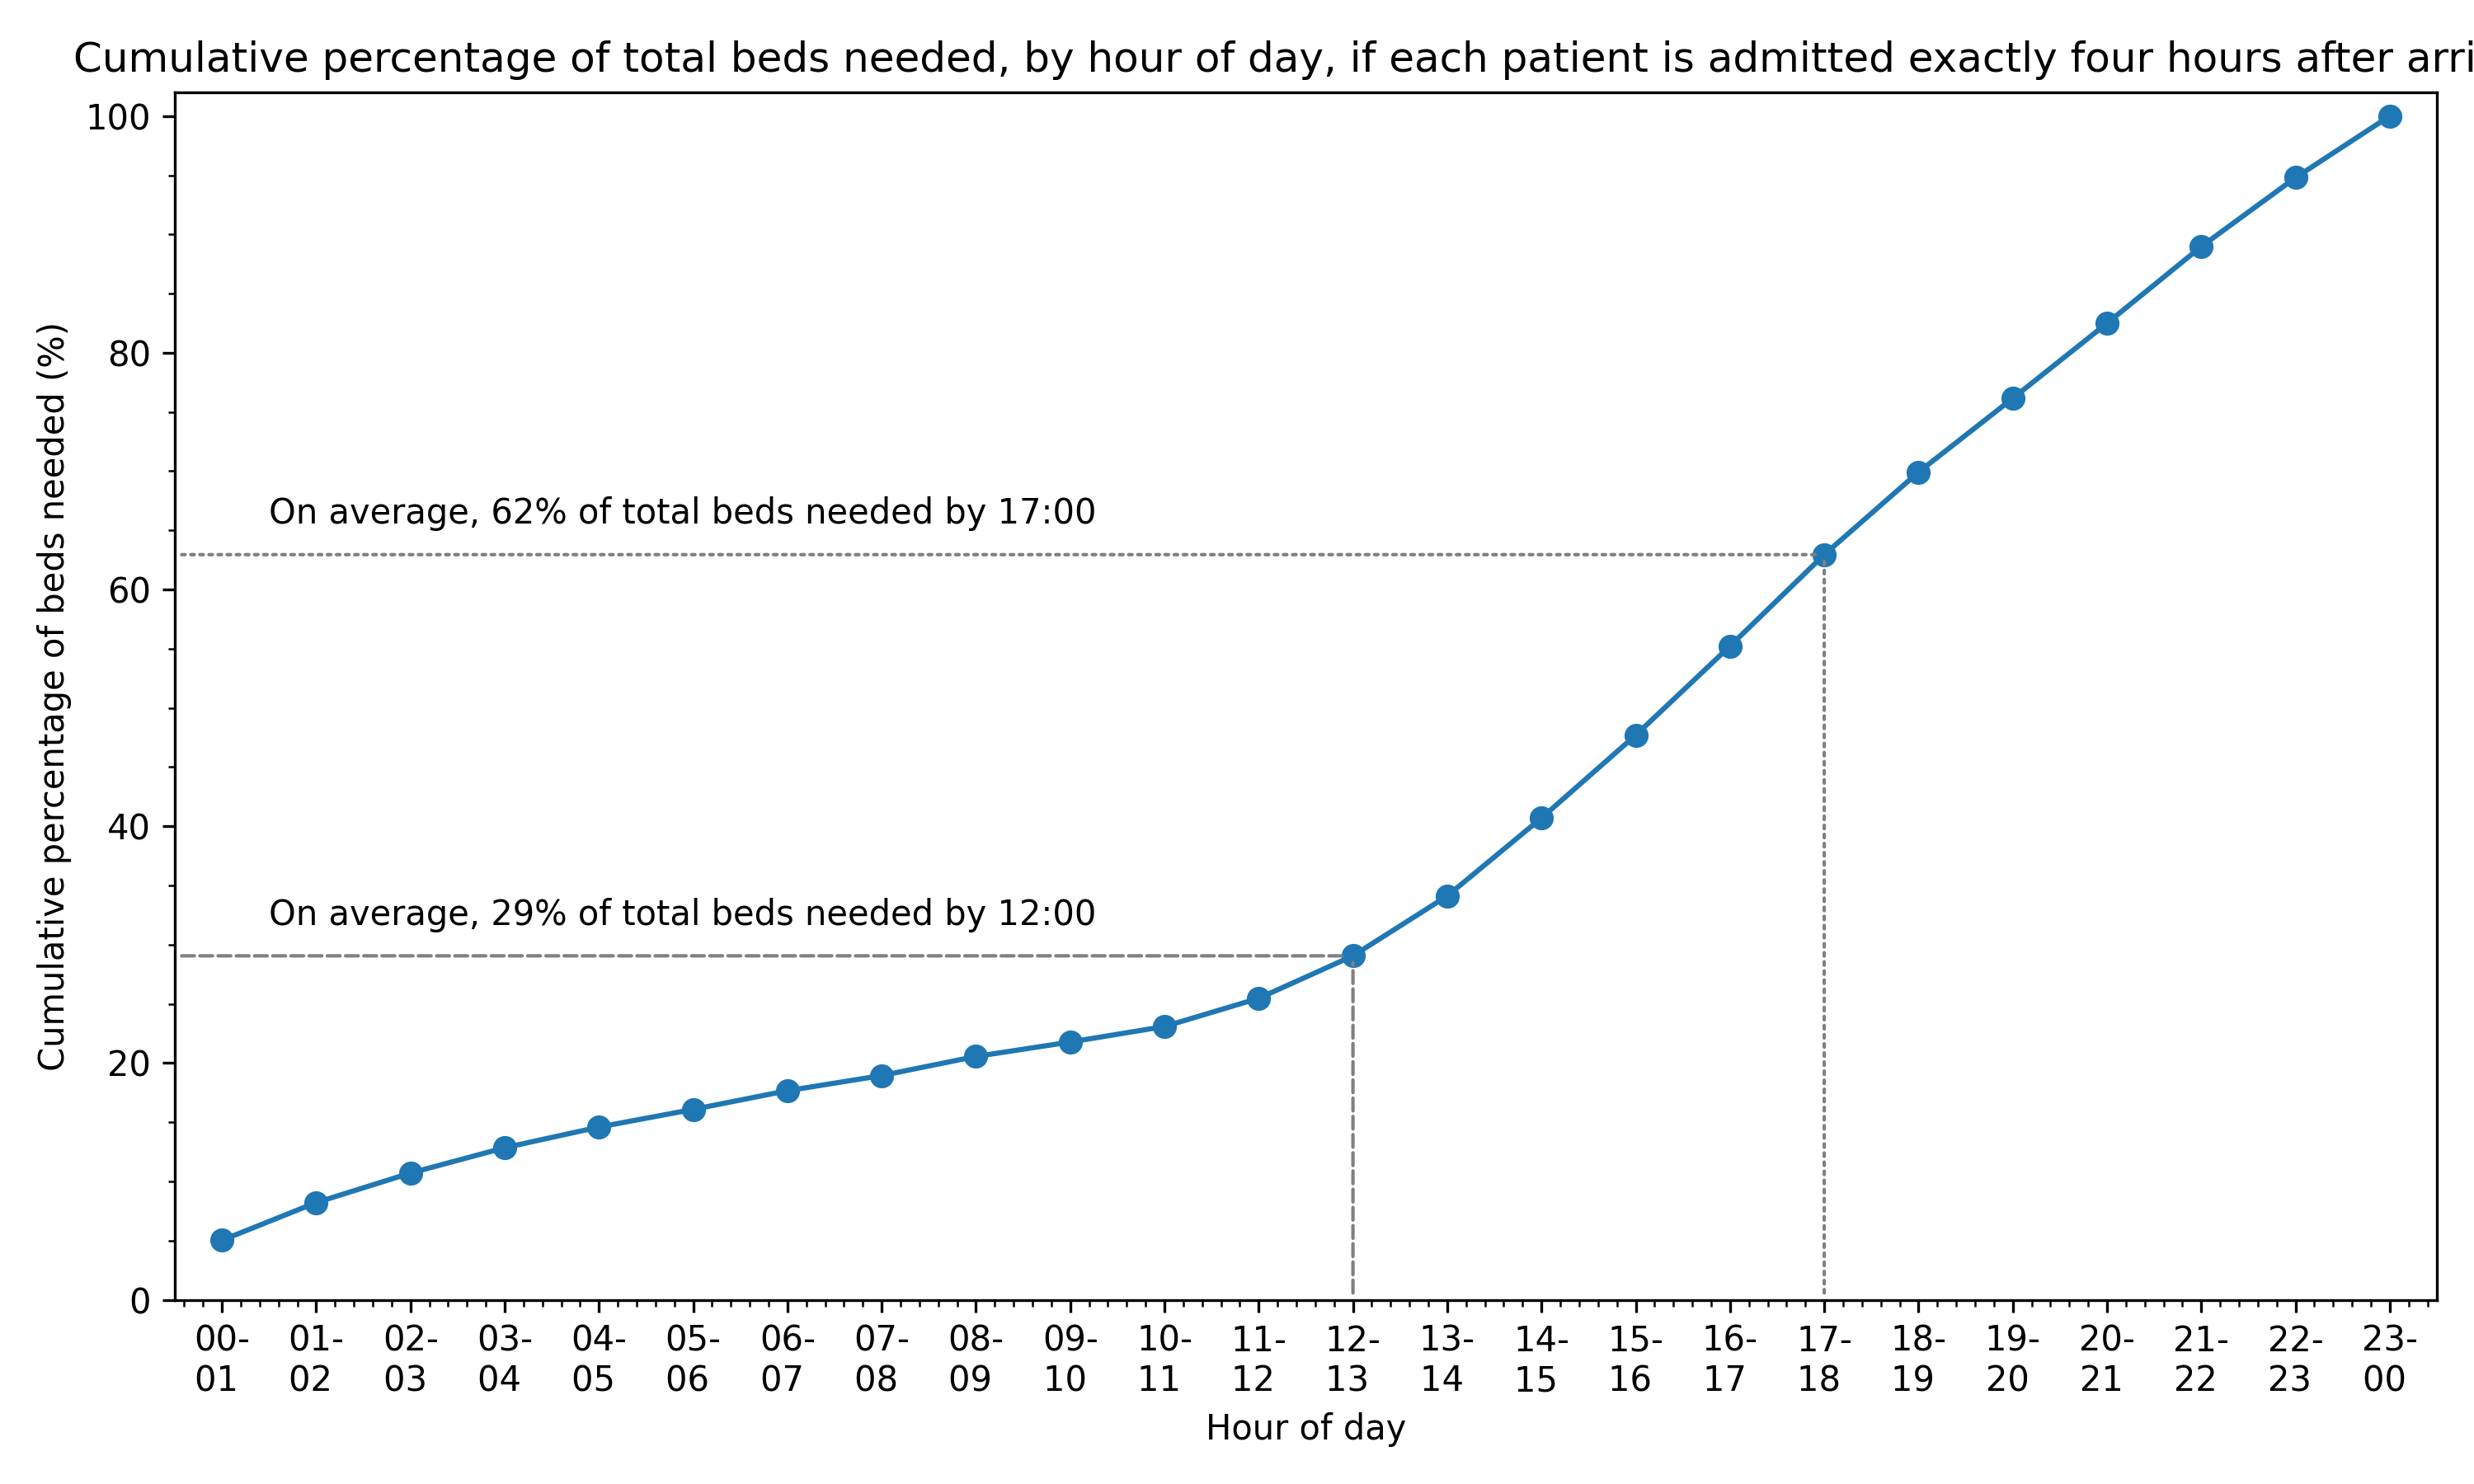 Cumulative percentage of total beds needed, by hour of day, if each patient is admitted exactly four hours after arri
Cumulative percentage of beds needed (%)
100
80
60
40
20
0
On average, 62% of total beds needed by 17:00
On average, 29% of total beds needed by 12:00
00- 01- 02- 03- 04- 05- 06- 07- 08- 09- 10- 11- 12- 13- 14- 15- 16- 17- 18- 19- 20- 21- 22- 23-
01 02 03 04 05 06 07 08 09 10 11 12 13 14 15 16 17 18 19 20 21 22 23 00
Hour of day